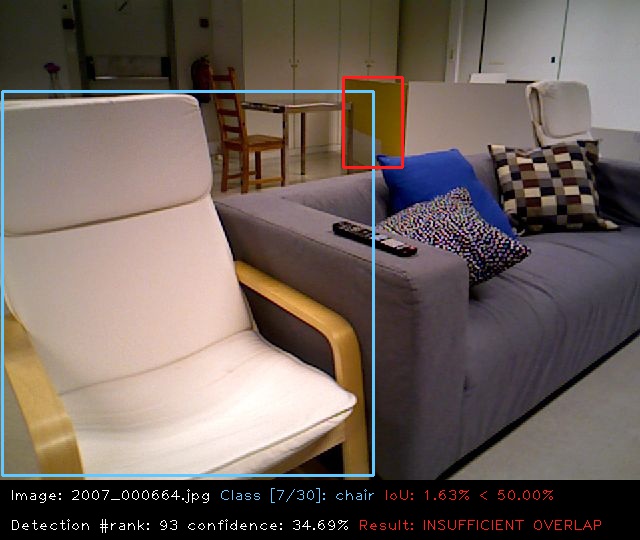 Image: 2007_000664.jpg Class [7/30]: chair IoU: 1.63% < 50.00%
Detection #rank: 93 confidence: 34.69% Result: INSUFFICIENT OVERLAP